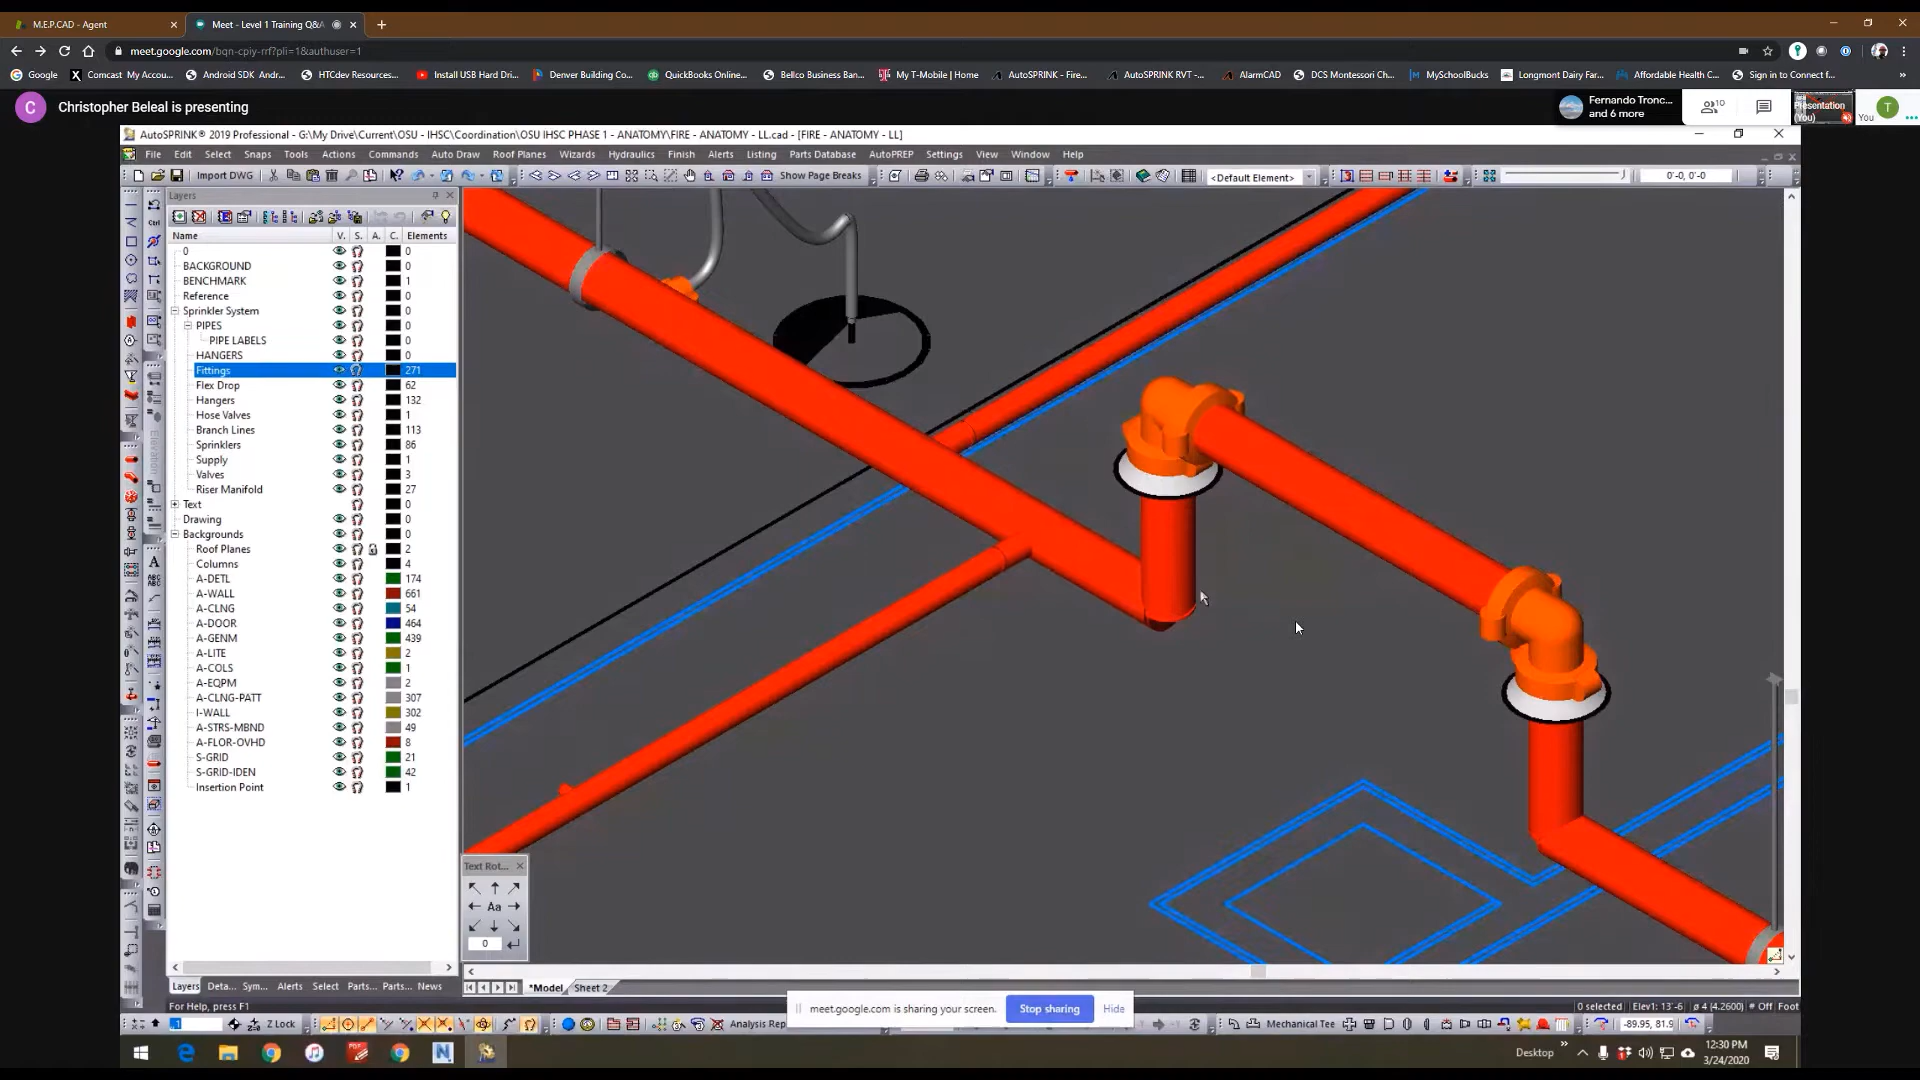 M.E.P.CAD - Agent
Meet - Level 1 Training Q&A
meet.google.com/bqn-cpiy-rrf?pli=1&authuser=1
Google Comcast My Accou... Android SDK Andr... HTCdev Resources... Install USB Hard Dri... Denver Building Co... QuickBooks Online... Bellco Business Ban... My T-Mobile | Home AutoSPRINK - Fire... AutoSPRINK RVT -... AlarmCAD DCS Montessori Ch... MySchoolBucks Longmont Dairy Far... Affordable Health C... Sign in to Connect f...
C Christopher Beleal is presenting
Fernando Tronc...
and 6 more
10
Presentation
(You)
You
T
AutoSPRINK® 2019 Professional - G:\My Drive\Current\OSU - IHSC\Coordination\OSU IHSC PHASE 1 - ANATOMY\FIRE - ANATOMY - LL.cad - [FIRE - ANATOMY - LL]
File Edit Select Snaps Tools Actions Commands Auto Draw Roof Planes Wizards Hydraulics Finish Alerts Listing Parts Database AutoPREP Settings View Window Help
Import DWG Show Page Breaks <Default Element> 0'-0, 0'-0
Layers
Name V. S. A. C. Elements
0 0
BACKGROUND 0
BENCHMARK 1
Reference 0
Sprinkler System 0
PIPES 0
PIPE LABELS 0
HANGERS 0
Fittings 271
Flex Drop 62
Hangers 132
Hose Valves 1
Branch Lines 113
Sprinklers 86
Supply 1
Valves 3
Riser Manifold 27
Text 0
Drawing 0
Backgrounds 0
Roof Planes 2
Columns 4
A-DETL 174
A-WALL 661
A-CLNG 54
A-DOOR 464
A-GENM 439
A-LITE 2
A-COLS 1
A-EQPM 2
A-CLNG-PATT 307
I-WALL 302
A-STRS-MBND 49
A-FLOR-OVHD 8
S-GRID 21
S-GRID-IDEN 42
Insertion Point 1
Ctrl
Elevation
A
ABC
Text Rot...
Aa
0
Layers Deta... Sym... Alerts Select Parts... Parts... News
*Model Sheet 2
For Help, press F1
meet.google.com is sharing your screen. Stop sharing Hide
0 selected Elev1: 13'-6 ø 4 (4.2600) # Off Foot
Z Lock Analysis Rep Mechanical Tee -89.95, 81.9
Desktop
12:30 PM
3/24/2020